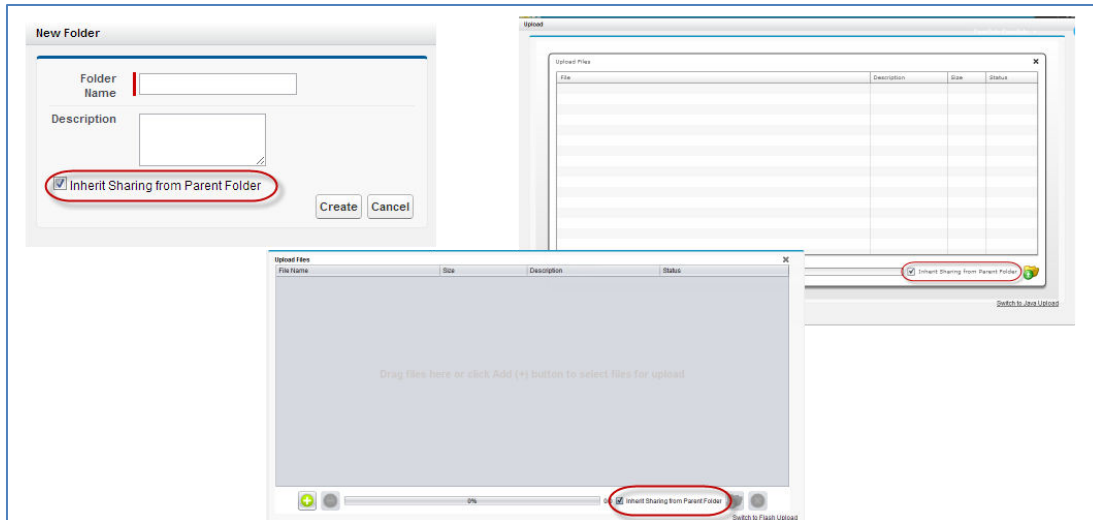 New Folder
Folder
Name
Description
Inherit Sharing from Parent Folder
Create Cancel
Upload
Upload Files
File Description Size Status
Inherit Sharing from Parent Folder
Switch to Java Upload
Upload Files
File Name Size Description Status
Drag files here or click Add (+) button to select files for upload.
0%
Inherit Sharing from Parent Folder
Switch to Flash Upload